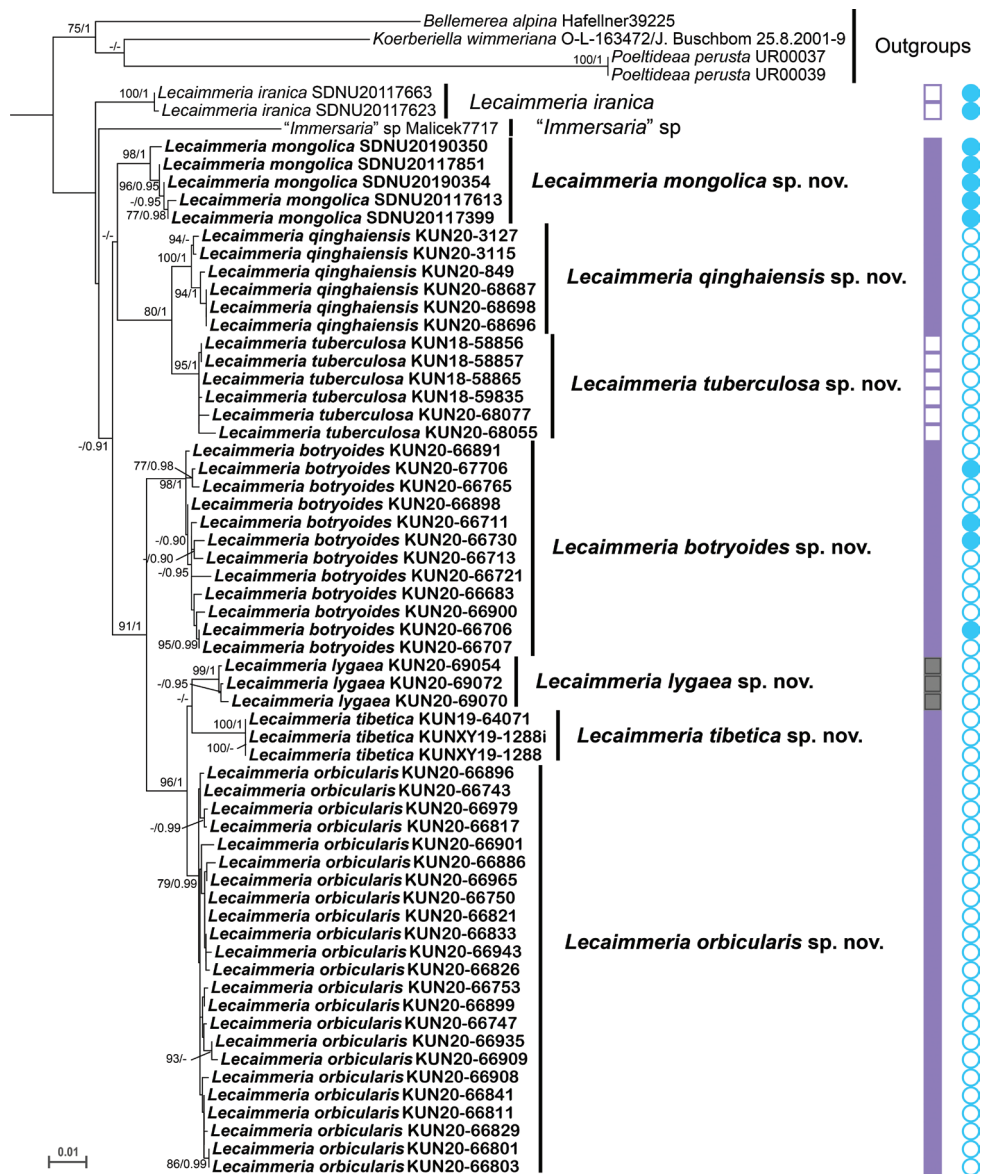 Bellemerea alpina Hafellner39225
75/1
Koerberiella wimmeriana O-L-163472/J. Buschbom 25.8.2001-9
-/-
Outgroups
100/1
Poeltideaa perusta UR00037
Poeltideaa perusta UR00039
100/1
Lecaimmeria iranica SDNU20117663
Lecaimmeria iranica SDNU20117623
Lecaimmeria iranica
"Immersaria" sp Malicek7717
"Immersaria" sp
Lecaimmeria mongolica SDNU20190350
98/1
Lecaimmeria mongolica SDNU20117851
96/0.95
Lecaimmeria mongolica SDNU20190354
Lecaimmeria mongolica sp. nov.
-/0.95
Lecaimmeria mongolica SDNU20117613
77/0.98
Lecaimmeria mongolica SDNU20117399
-/-
94/-
Lecaimmeria qinghaiensis KUN20-3127
100/1
Lecaimmeria qinghaiensis KUN20-3115
Lecaimmeria qinghaiensis KUN20-849
Lecaimmeria qinghaiensis sp. nov.
94/1
Lecaimmeria qinghaiensis KUN20-68687
80/1
Lecaimmeria qinghaiensis KUN20-68698
Lecaimmeria qinghaiensis KUN20-68696
Lecaimmeria tuberculosa KUN18-58856
95/1
Lecaimmeria tuberculosa KUN18-58857
Lecaimmeria tuberculosa KUN18-58865
Lecaimmeria tuberculosa sp. nov.
Lecaimmeria tuberculosa KUN18-59835
Lecaimmeria tuberculosa KUN20-68077
Lecaimmeria tuberculosa KUN20-68055
-/0.91
Lecaimmeria botryoides KUN20-66891
77/0.98
Lecaimmeria botryoides KUN20-67706
98/1
Lecaimmeria botryoides KUN20-66765
Lecaimmeria botryoides KUN20-66898
Lecaimmeria botryoides KUN20-66711
-/0.90
Lecaimmeria botryoides KUN20-66730
Lecaimmeria botryoides sp. nov.
-/0.90
Lecaimmeria botryoides KUN20-66713
-/0.95
Lecaimmeria botryoides KUN20-66721
Lecaimmeria botryoides KUN20-66683
Lecaimmeria botryoides KUN20-66900
91/1
Lecaimmeria botryoides KUN20-66706
95/0.99
Lecaimmeria botryoides KUN20-66707
99/1
Lecaimmeria lygaea KUN20-69054
-/0.95
Lecaimmeria lygaea KUN20-69072
Lecaimmeria lygaea sp. nov.
-/-
Lecaimmeria lygaea KUN20-69070
100/1
Lecaimmeria tibetica KUN19-64071
100/-
Lecaimmeria tibetica KUNXY19-1288i
Lecaimmeria tibetica sp. nov.
Lecaimmeria tibetica KUNXY19-1288
96/1
Lecaimmeria orbicularis KUN20-66896
Lecaimmeria orbicularis KUN20-66743
Lecaimmeria orbicularis KUN20-66979
-/0.99
Lecaimmeria orbicularis KUN20-66817
Lecaimmeria orbicularis KUN20-66901
Lecaimmeria orbicularis KUN20-66886
79/0.99
Lecaimmeria orbicularis KUN20-66965
Lecaimmeria orbicularis KUN20-66750
Lecaimmeria orbicularis KUN20-66821
Lecaimmeria orbicularis KUN20-66833
Lecaimmeria orbicularis sp. nov.
Lecaimmeria orbicularis KUN20-66943
Lecaimmeria orbicularis KUN20-66826
Lecaimmeria orbicularis KUN20-66753
Lecaimmeria orbicularis KUN20-66899
Lecaimmeria orbicularis KUN20-66747
Lecaimmeria orbicularis KUN20-66935
93/-
Lecaimmeria orbicularis KUN20-66909
Lecaimmeria orbicularis KUN20-66908
Lecaimmeria orbicularis KUN20-66841
Lecaimmeria orbicularis KUN20-66811
Lecaimmeria orbicularis KUN20-66829
Lecaimmeria orbicularis KUN20-66801
86/0.99
Lecaimmeria orbicularis KUN20-66803
0.01